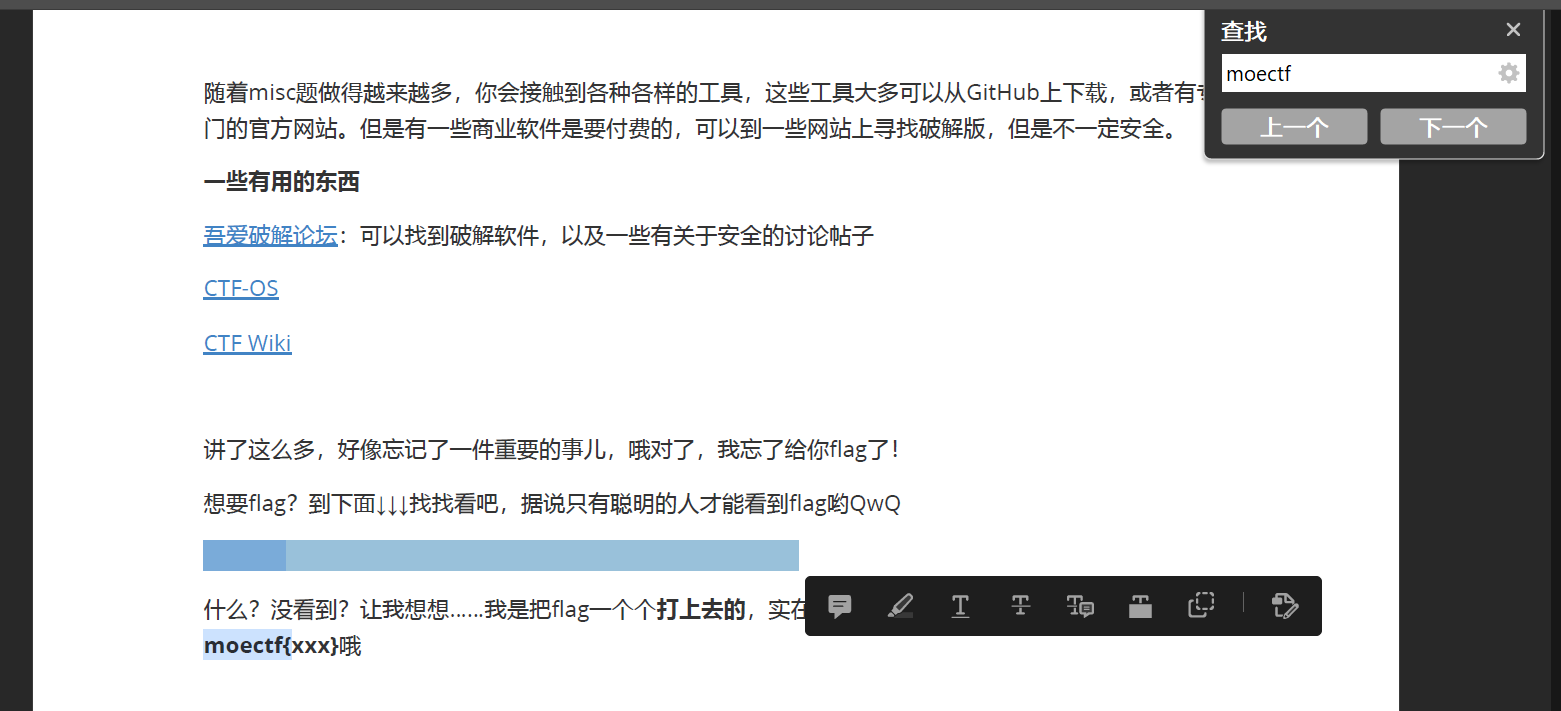 查找
moectf
上一个 下一个
随着misc题做得越来越多，你会接触到各种各样的工具，这些工具大多可以从GitHub上下载，或者有
门的官方网站。但是有一些商业软件是要付费的，可以到一些网站上寻找破解版，但是不一定安全。
一些有用的东西
吾爱破解论坛：可以找到破解软件，以及一些有关于安全的讨论帖子
CTF-OS
CTF Wiki
讲了这么多，好像忘记了一件重要的事儿，哦对了，我忘了给你flag了！
想要flag？到下面↓↓↓找找看吧，据说只有聪明的人才能看到flag哟QwQ
什么？没看到？让我想想……我是把flag一个个打上去的，实在
moectf{xxx}哦